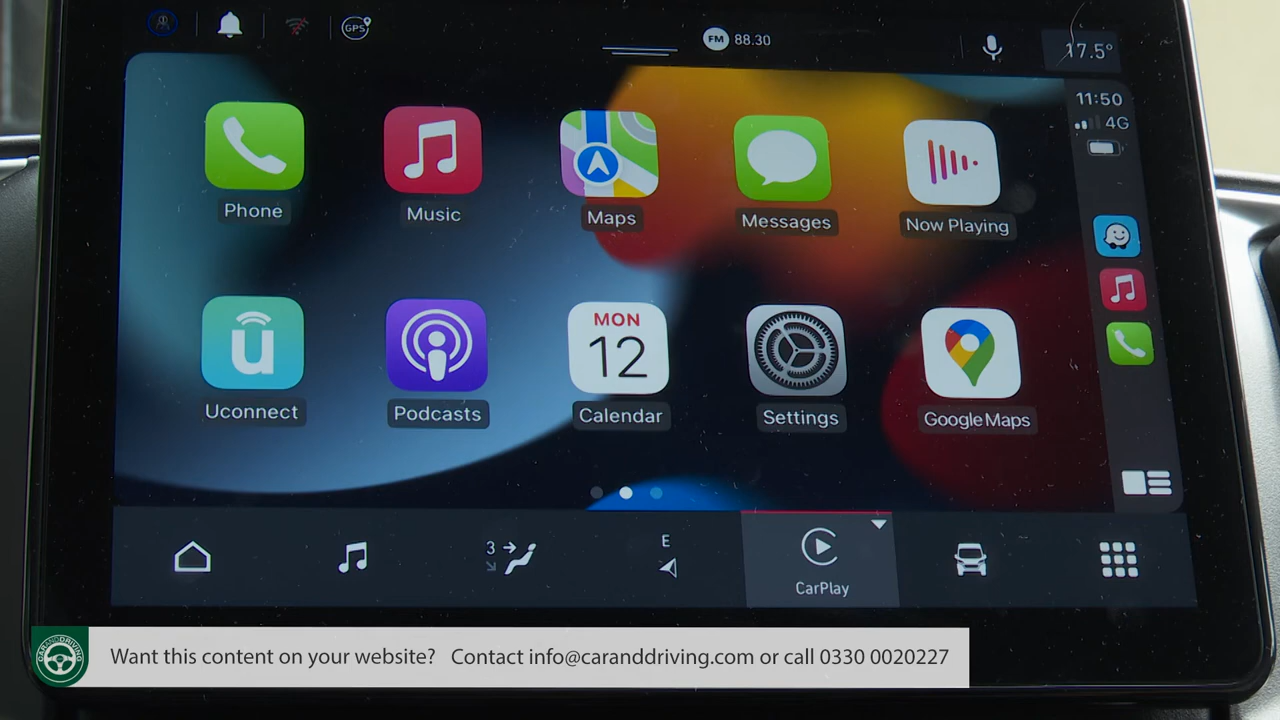 GPS
FM 88.30
17.5°
11:50
4G
Phone
Music
Maps
Messages
Now Playing
u
MON
12
Uconnect
Podcasts
Calendar
Settings
Google Maps
3
E
CarPlay
CARANDDRIVING
Want this content on your website? Contact info@caranddriving.com or call 0330 0020227